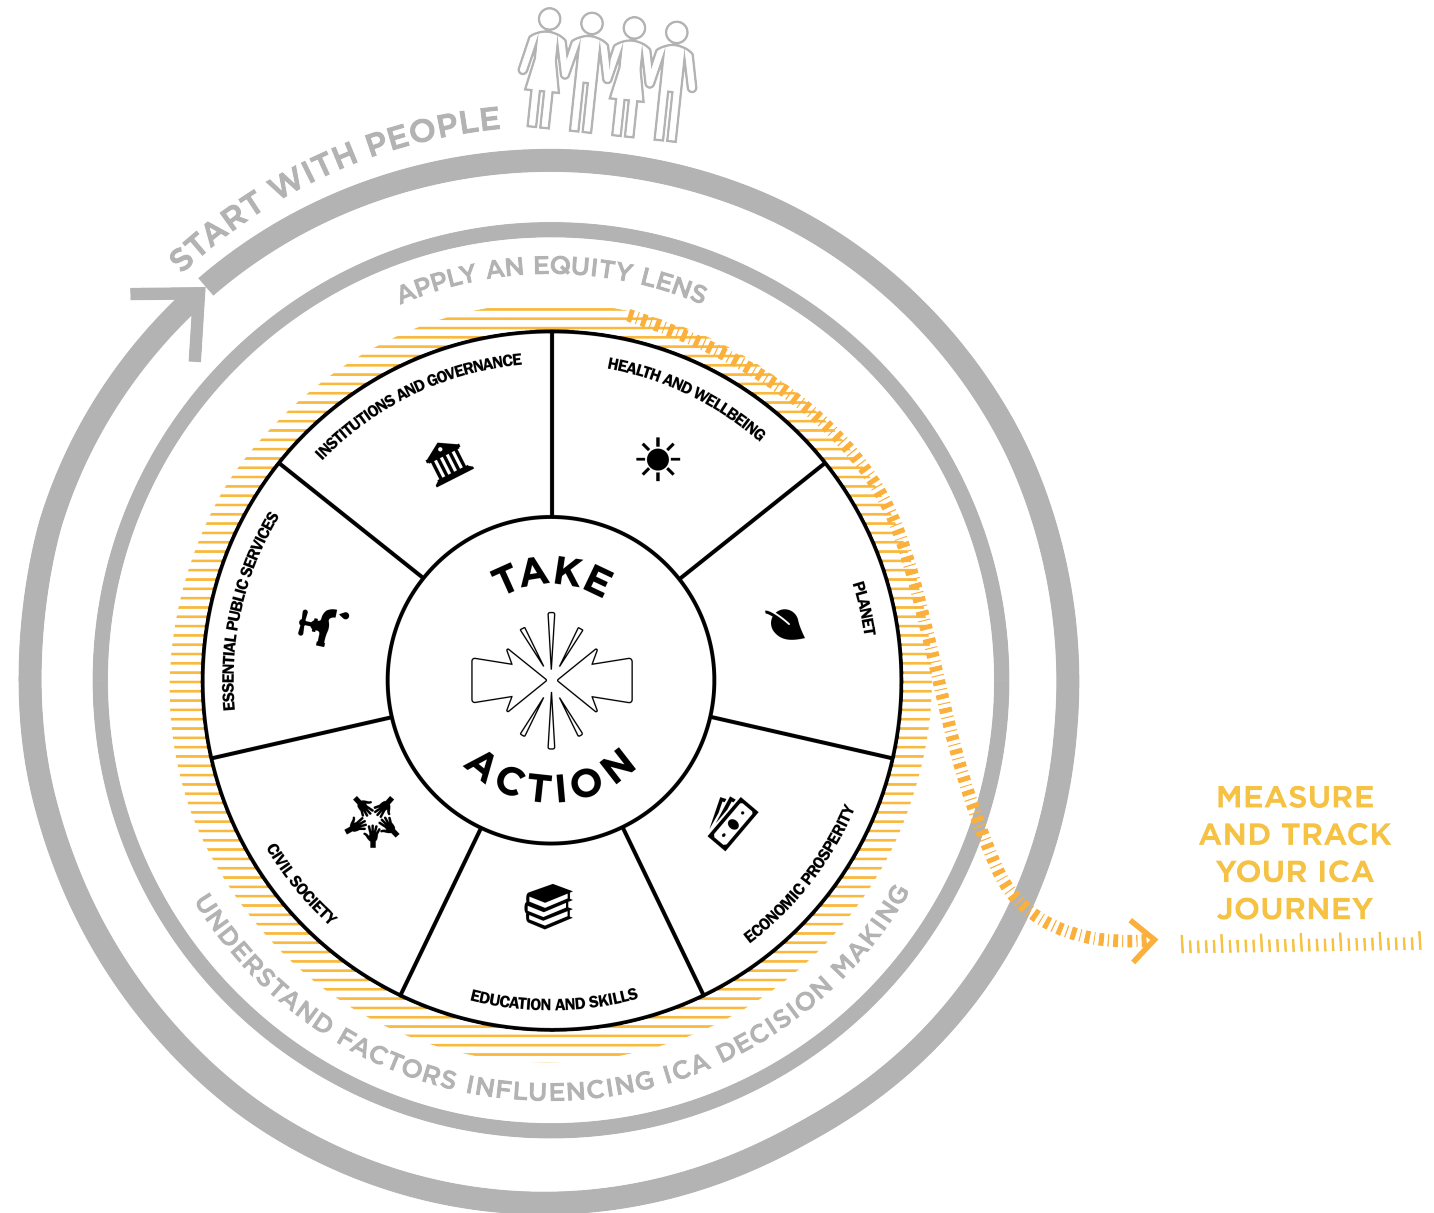 START WITH PEOPLE
APPLY AN EQUITY LENS
INSTITUTIONS AND GOVERNANCE
HEALTH AND WELLBEING
ESSENTIAL PUBLIC SERVICES
PLANET
TAKE
ACTION
CIVIL SOCIETY
ECONOMIC PROSPERITY
EDUCATION AND SKILLS
UNDERSTAND FACTORS INFLUENCING ICA DECISION MAKING
MEASURE
AND TRACK
YOUR ICA
JOURNEY